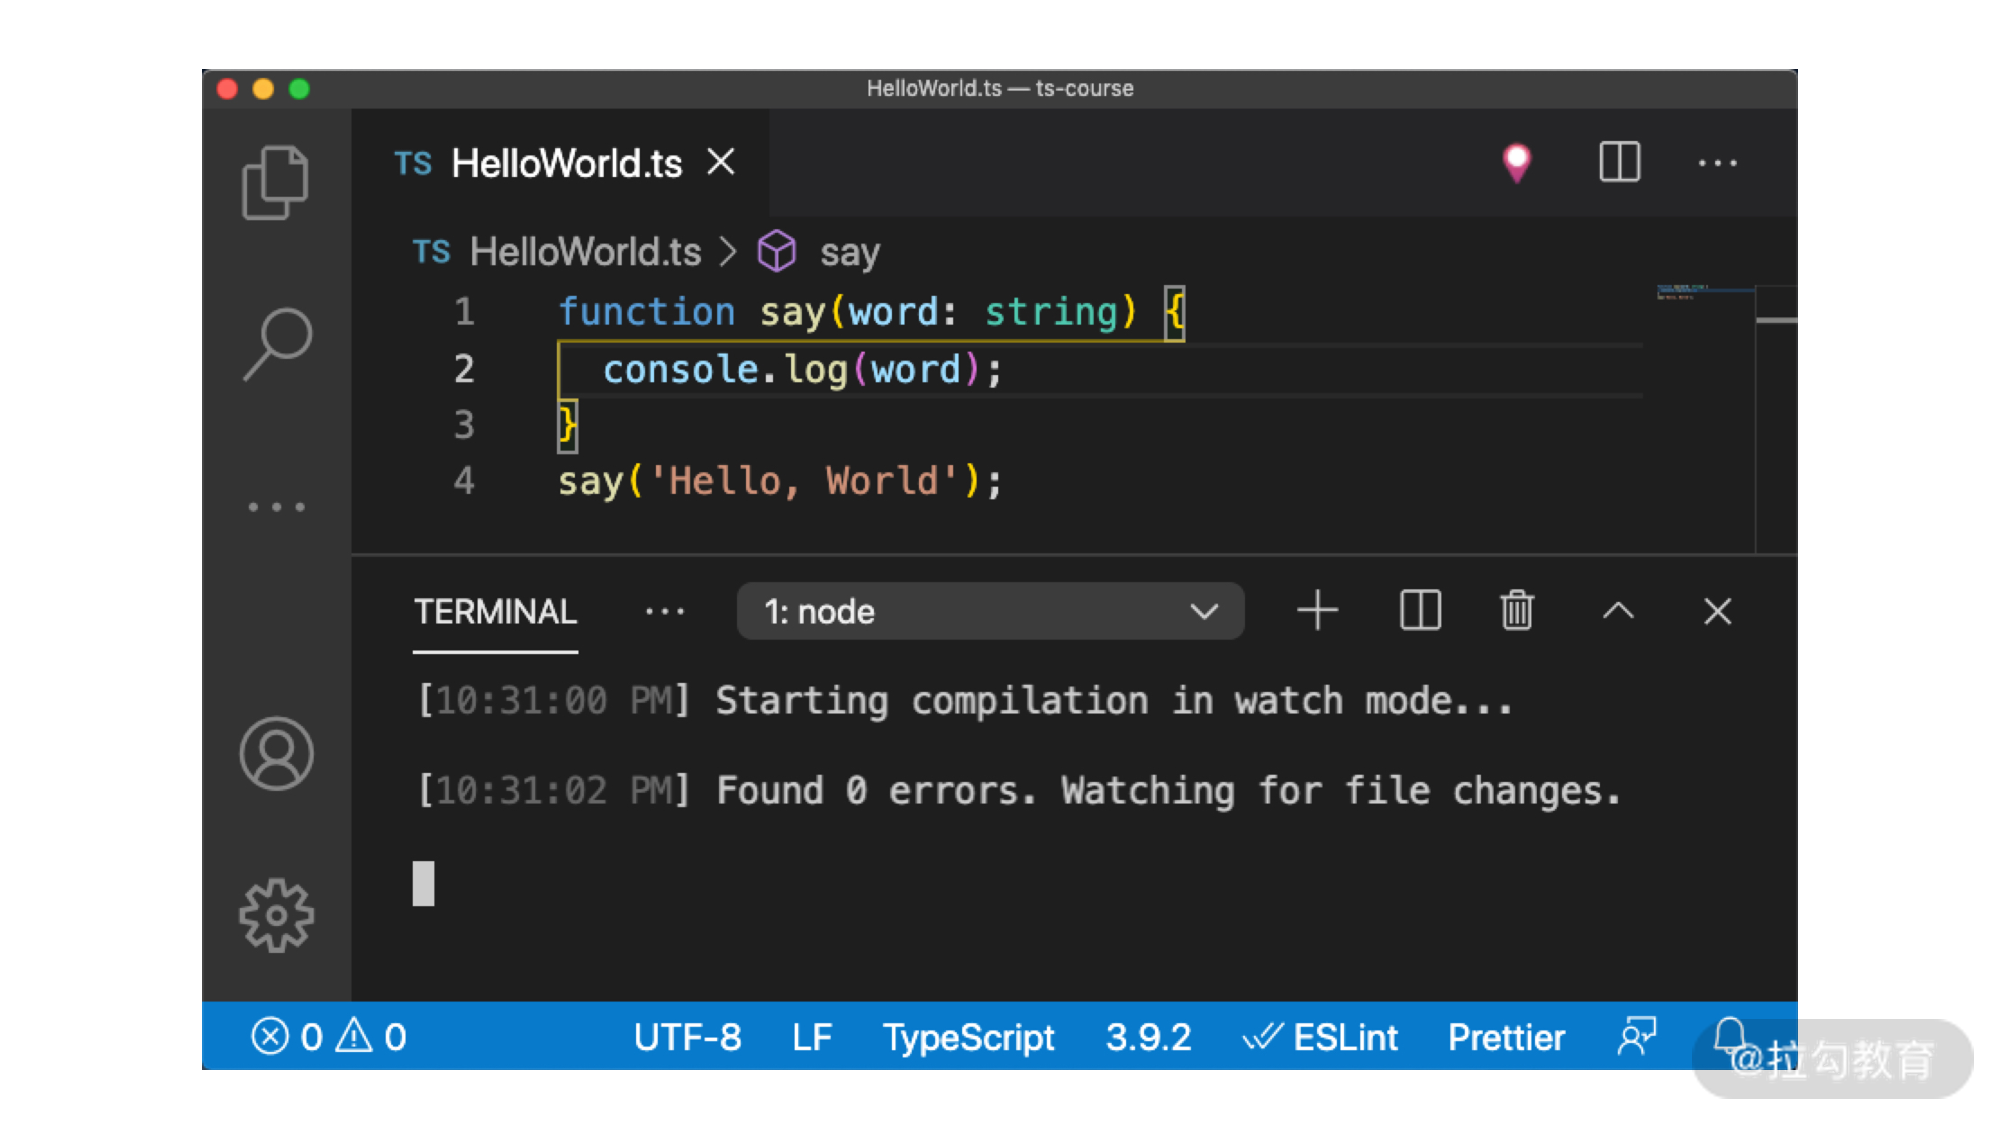 HelloWorld.ts — ts-course
TS HelloWorld.ts
TS HelloWorld.ts > say
1 function say(word: string) {
2 console.log(word);
3 }
4 say('Hello, World');
TERMINAL ... 1: node
[10:31:00 PM] Starting compilation in watch mode...
[10:31:02 PM] Found 0 errors. Watching for file changes.
0 0 UTF-8 LF TypeScript 3.9.2 ESLint Prettier
@拉勾教育